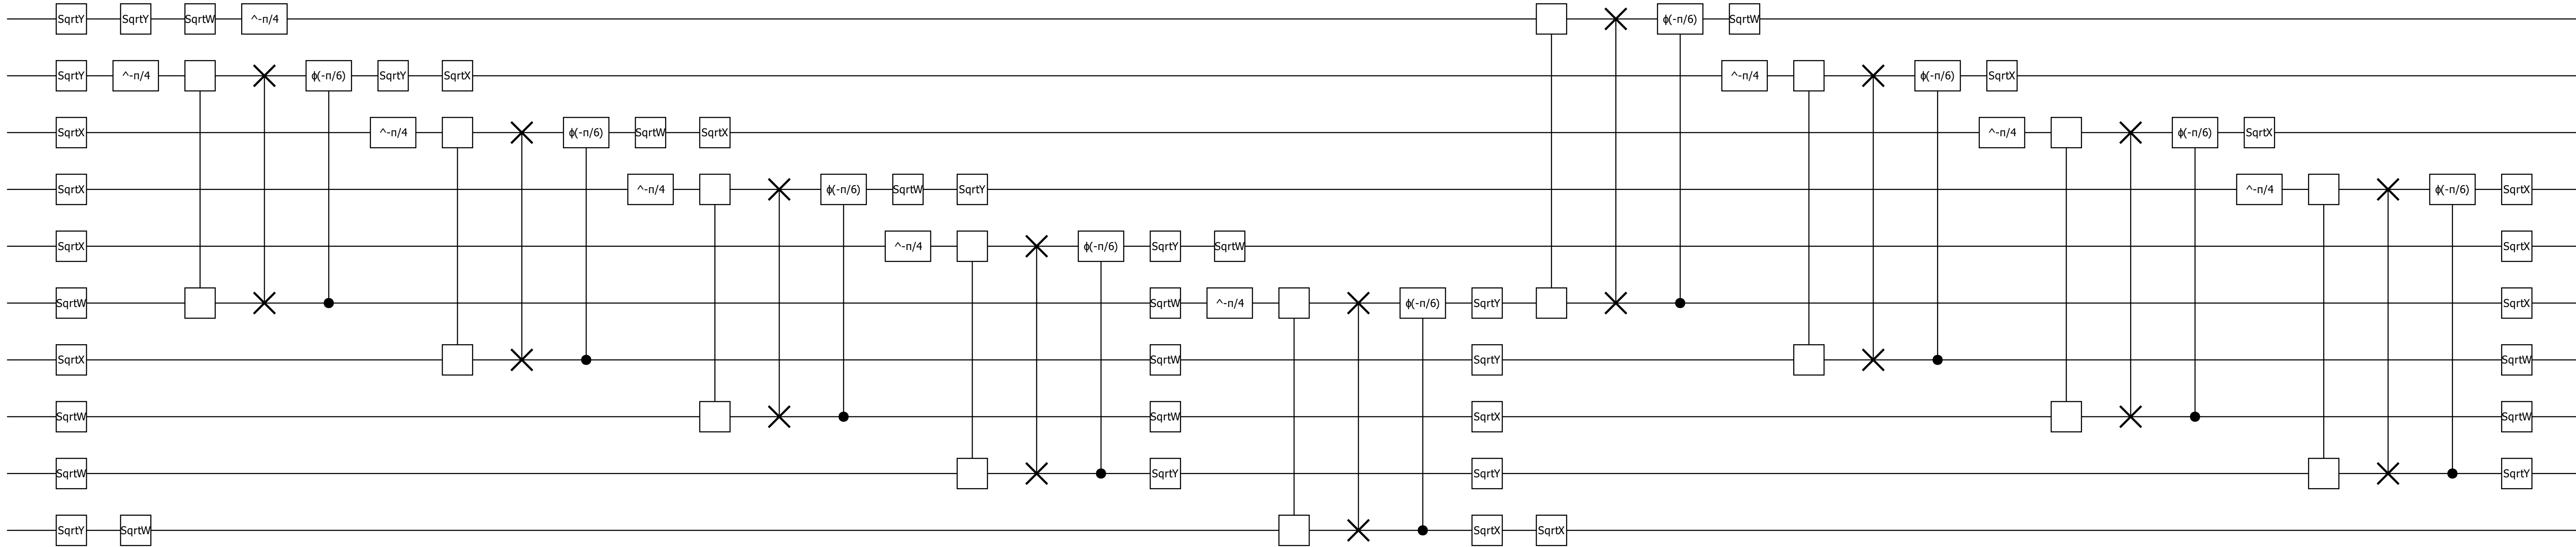 SqrtY SqrtY SqrtW ^-π/4 ϕ(-π/6) SqrtW
SqrtY ^-π/4 ϕ(-π/6) SqrtY SqrtX ^-π/4 ϕ(-π/6) SqrtX
SqrtX ^-π/4 ϕ(-π/6) SqrtW SqrtX ^-π/4 ϕ(-π/6) SqrtX
SqrtX ^-π/4 ϕ(-π/6) SqrtW SqrtY ^-π/4 ϕ(-π/6) SqrtX
SqrtX ^-π/4 ϕ(-π/6) SqrtY SqrtW SqrtX
SqrtW SqrtW ^-π/4 ϕ(-π/6) SqrtY SqrtX
SqrtX SqrtW SqrtY SqrtW
SqrtW SqrtW SqrtX SqrtW
SqrtW SqrtY SqrtY SqrtY
SqrtY SqrtW SqrtX SqrtX